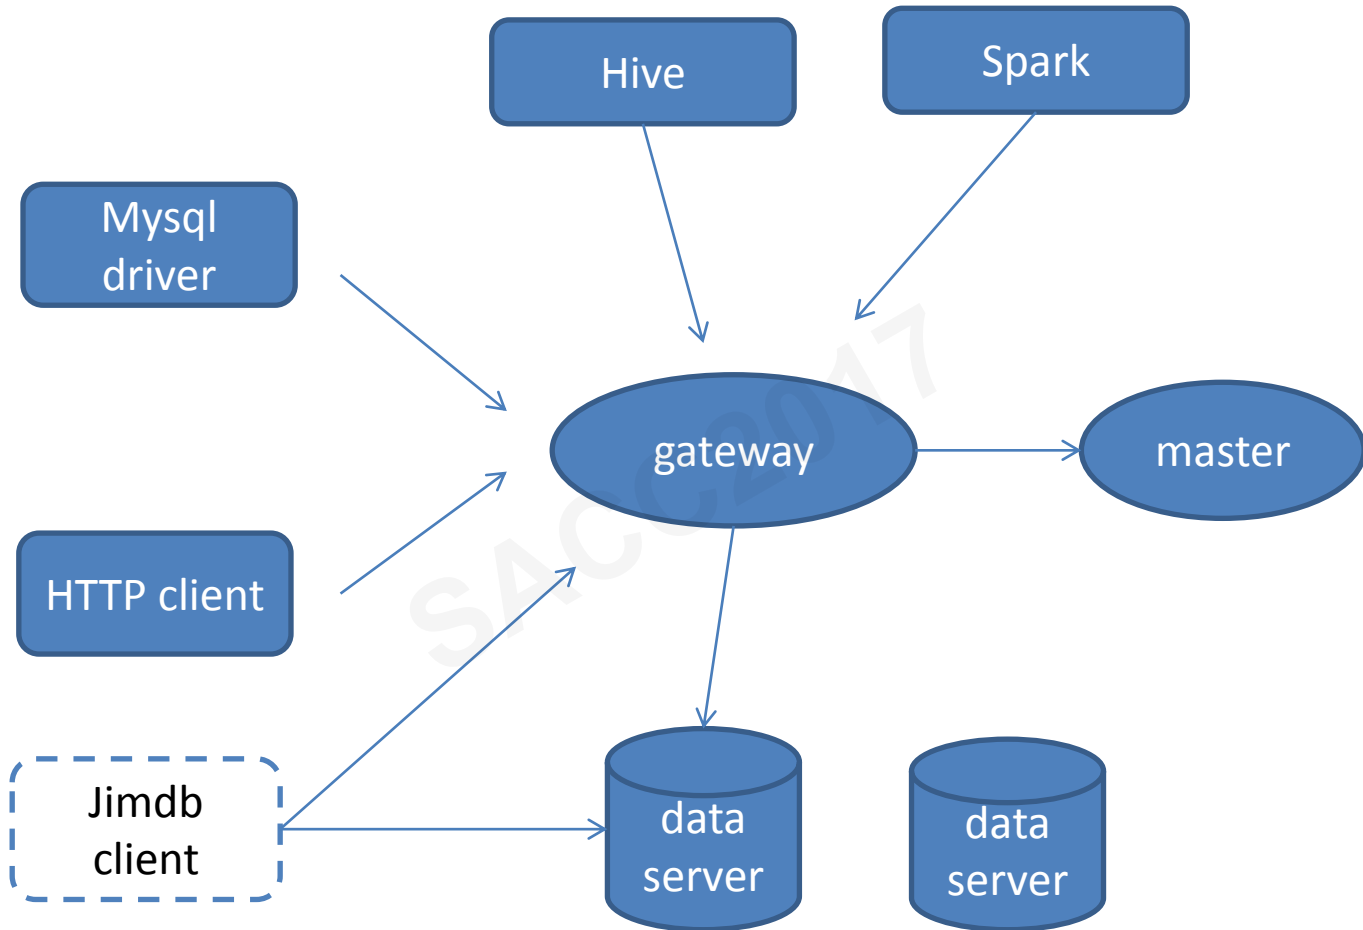 Hive
Spark
Mysql
driver
gateway
master
HTTP client
Jimdb
client
data
server
data
server
SACC2017